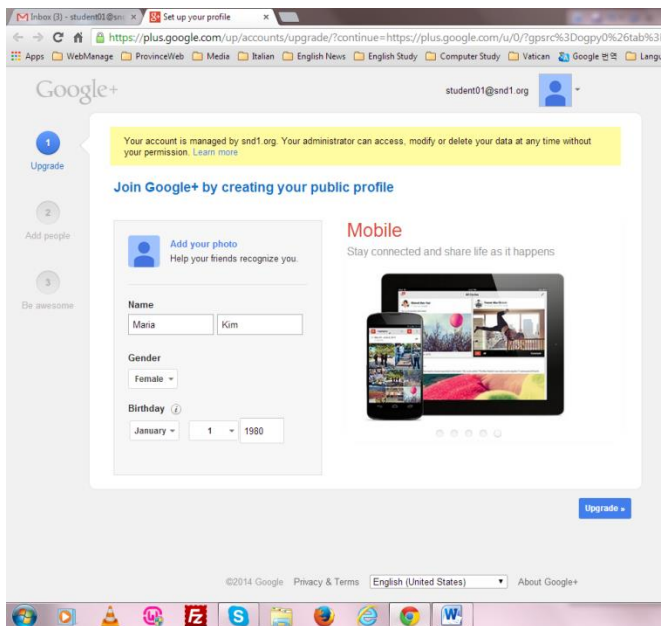 Inbox (3) - student01@sn
Set up your profile
https://plus.google.com/up/accounts/upgrade/?continue=https://plus.google.com/u/0/?gpsrc%3Dogpy0%26tab%3
Apps WebManage ProvinceWeb Media Italian English News English Study Computer Study Vatican Google 번역 Langu
Google+
student01@snd1.org
1
Upgrade
2
Add people
3
Be awesome
Your account is managed by snd1.org. Your administrator can access, modify or delete your data at any time without
your permission. Learn more
Join Google+ by creating your public profile
Add your photo
Help your friends recognize you.
Name
Maria Kim
Gender
Female
Birthday
January 1 1980
Mobile
Stay connected and share life as it happens
Upgrade »
©2014 Google Privacy & Terms English (United States) About Google+